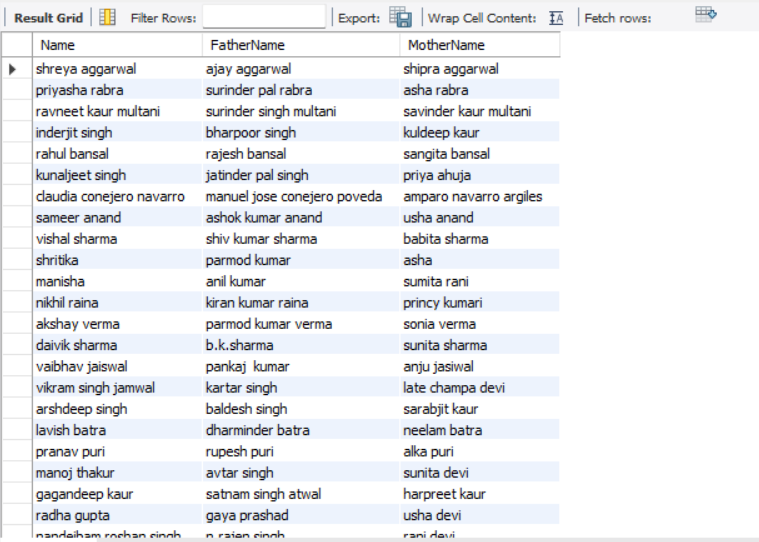 Result Grid Filter Rows: Export: Wrap Cell Content: Fetch rows:
Name FatherName MotherName
shreya aggarwal ajay aggarwal shipra aggarwal
priyasha rabra surinder pal rabra asha rabra
ravneet kaur multani surinder singh multani savinder kaur multani
inderjit singh bharpoor singh kuldeep kaur
rahul bansal rajesh bansal sangita bansal
kunaljeet singh jatinder pal singh priya ahuja
claudia conejero navarro manuel jose conejero poveda amparo navarro argiles
sameer anand ashok kumar anand usha anand
vishal sharma shiv kumar sharma babita sharma
shritika parmod kumar asha
manisha anil kumar sumita rani
nikhil raina kiran kumar raina princy kumari
akshay verma parmod kumar verma sonia verma
daivik sharma b.k.sharma sunita sharma
vaibhav jaiswal pankaj  kumar anju jasiwal
vikram singh jamwal kartar singh late champa devi
arshdeep singh baldesh singh sarabjit kaur
lavish batra dharminder batra neelam batra
pranav puri rupesh puri alka puri
manoj thakur avtar singh sunita devi
gagandeep kaur satnam singh atwal harpreet kaur
radha gupta gaya prashad usha devi
nandeibam roshan singh n rajen singh rani devi